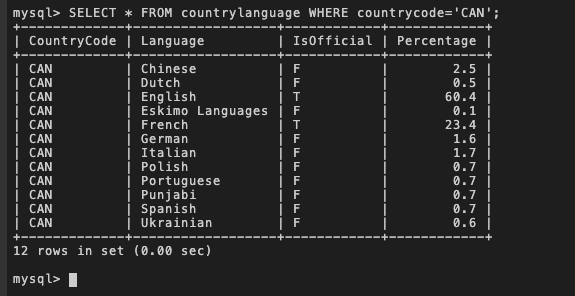 mysql> SELECT * FROM countrylanguage WHERE countrycode='CAN';
+-------------+------------------+------------+------------+
| CountryCode | Language         | IsOfficial | Percentage |
+-------------+------------------+------------+------------+
| CAN         | Chinese          | F          |        2.5 |
| CAN         | Dutch            | F          |        0.5 |
| CAN         | English          | T          |       60.4 |
| CAN         | Eskimo Languages | F          |        0.1 |
| CAN         | French           | T          |       23.4 |
| CAN         | German           | F          |        1.6 |
| CAN         | Italian          | F          |        1.7 |
| CAN         | Polish           | F          |        0.7 |
| CAN         | Portuguese       | F          |        0.7 |
| CAN         | Punjabi          | F          |        0.7 |
| CAN         | Spanish          | F          |        0.7 |
| CAN         | Ukrainian        | F          |        0.6 |
+-------------+------------------+------------+------------+
12 rows in set (0.00 sec)
mysql>